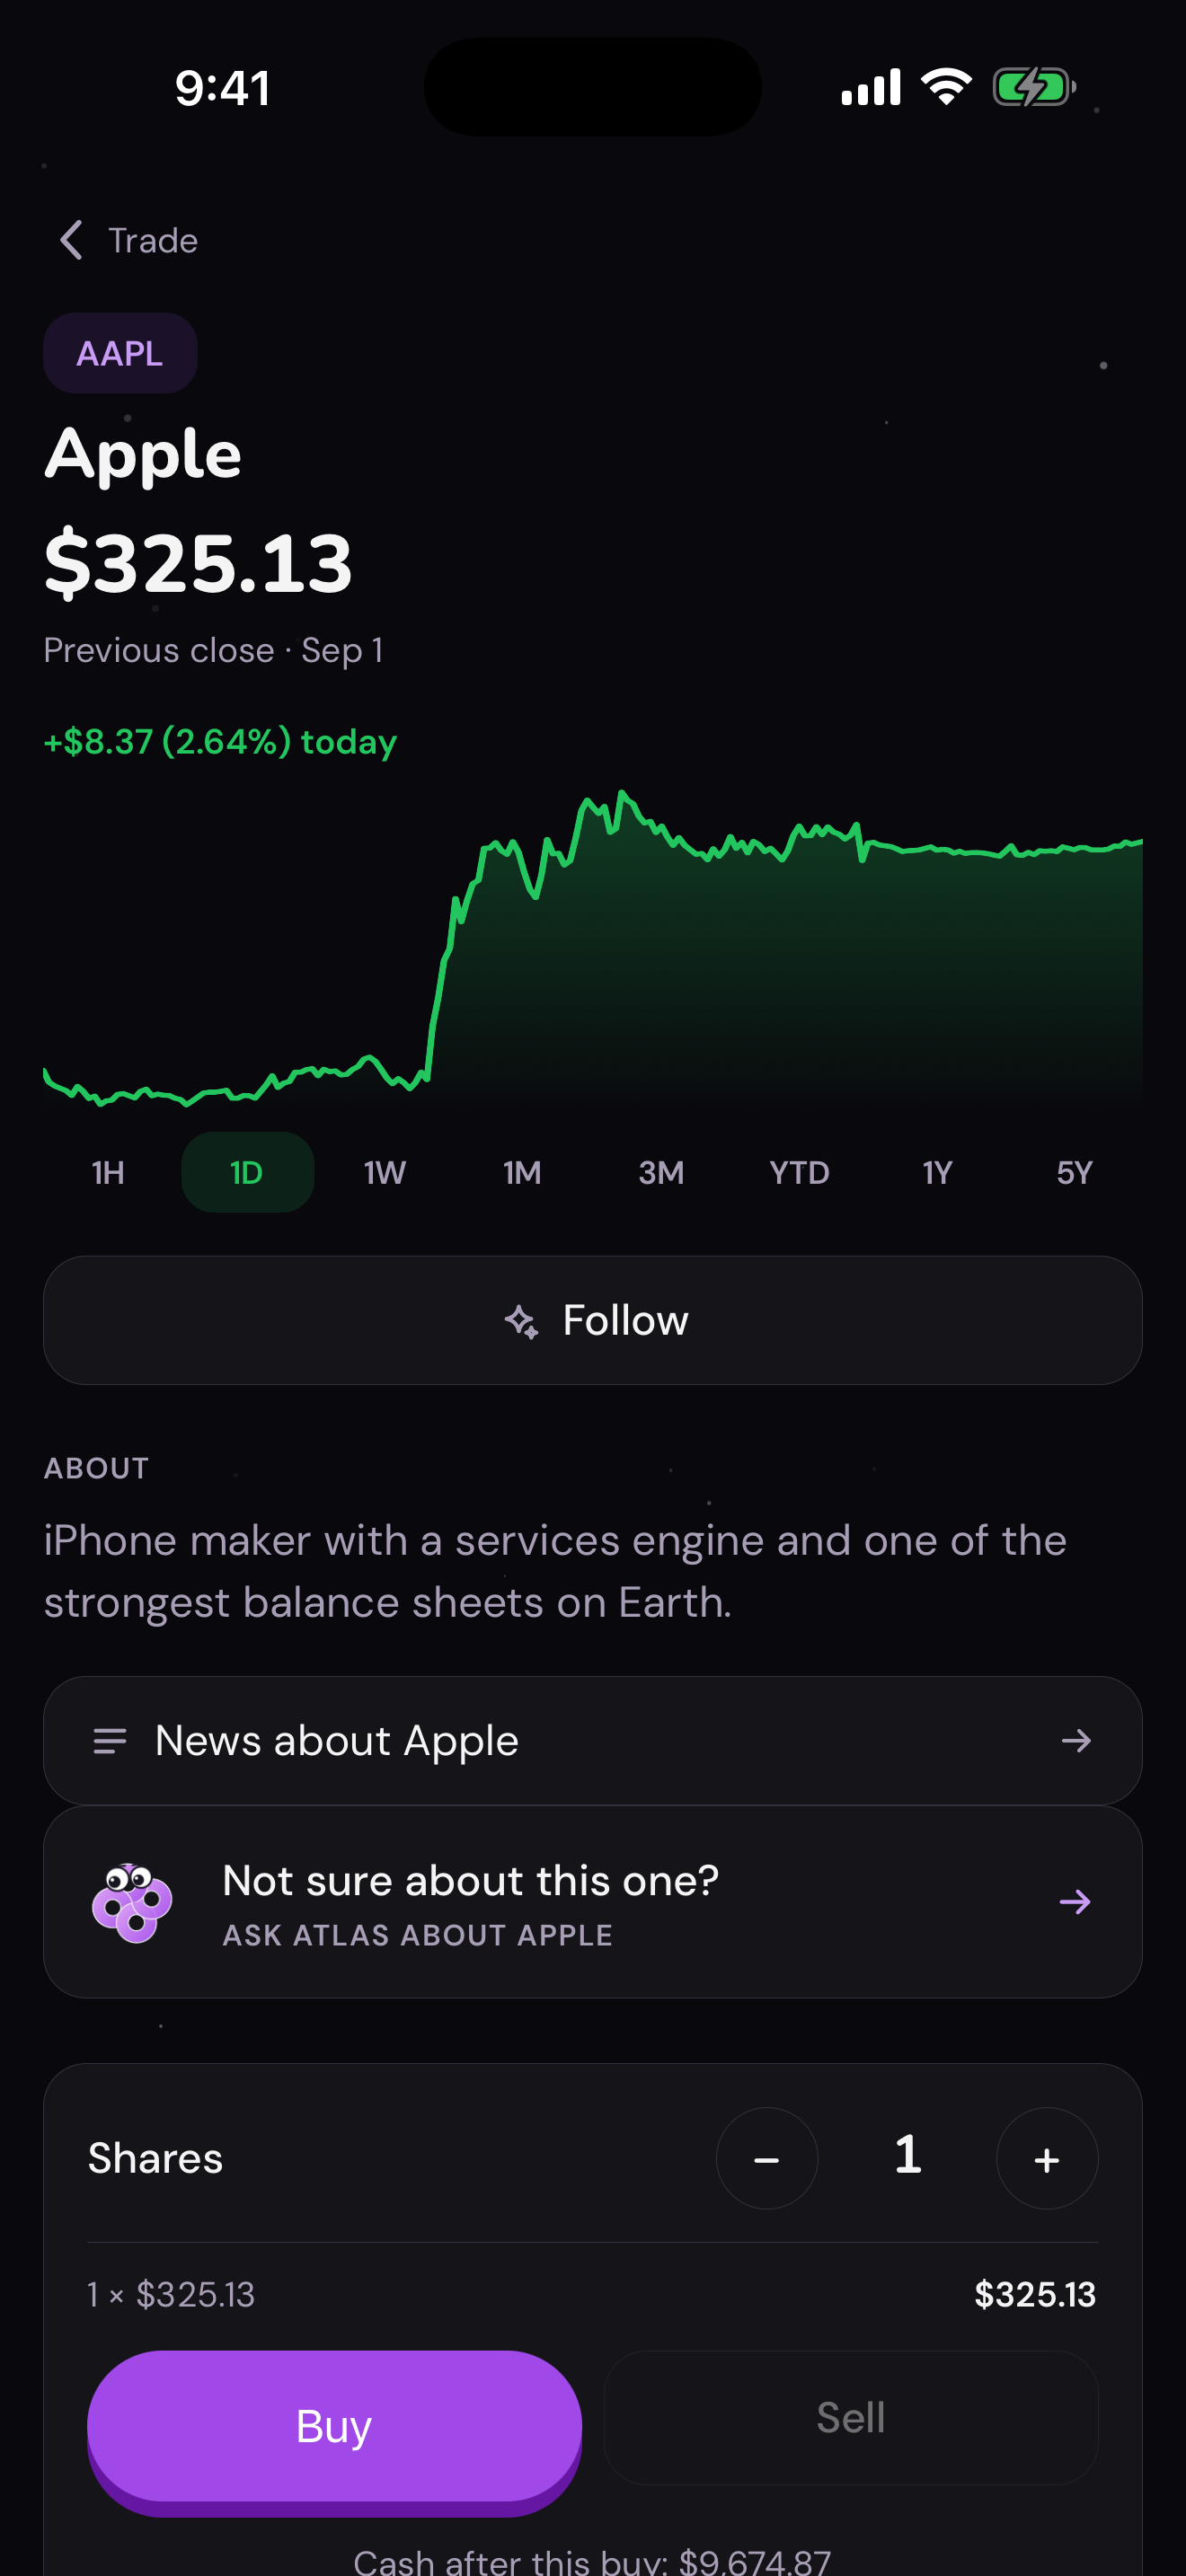 9:41
Trade
AAPL
Apple
$325.13
Previous close · Sep 1
+$8.37 (2.64%) today
1H 1D 1W 1M 3M YTD 1Y 5Y
Follow
ABOUT
iPhone maker with a services engine and one of the
strongest balance sheets on Earth.
News about Apple
Not sure about this one?
ASK ATLAS ABOUT APPLE
Shares − 1 +
1 × $325.13 $325.13
Buy Sell
Cash after this buy: $9,674.87